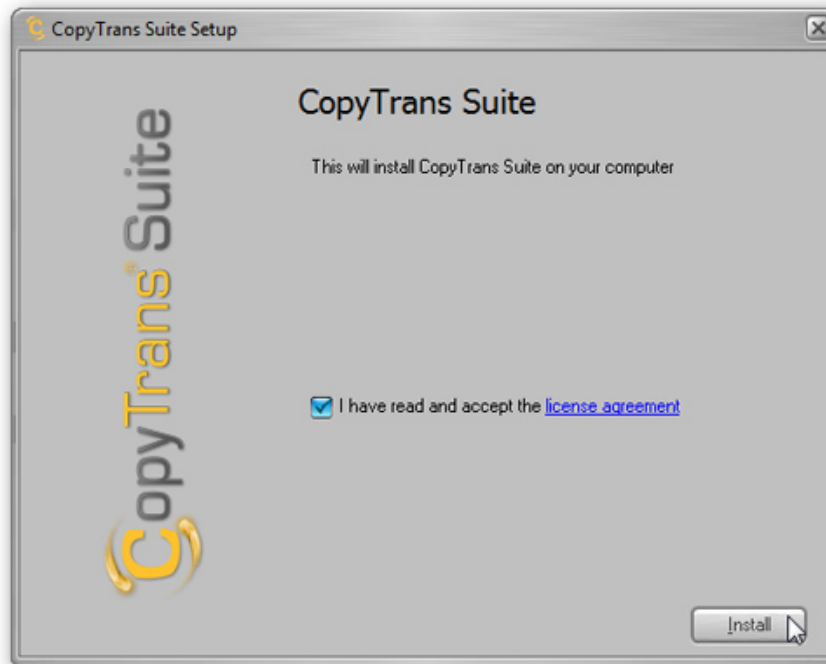 CopyTrans Suite Setup
CopyTrans® Suite
CopyTrans Suite
This will install CopyTrans Suite on your computer
I have read and accept the license agreement
Install